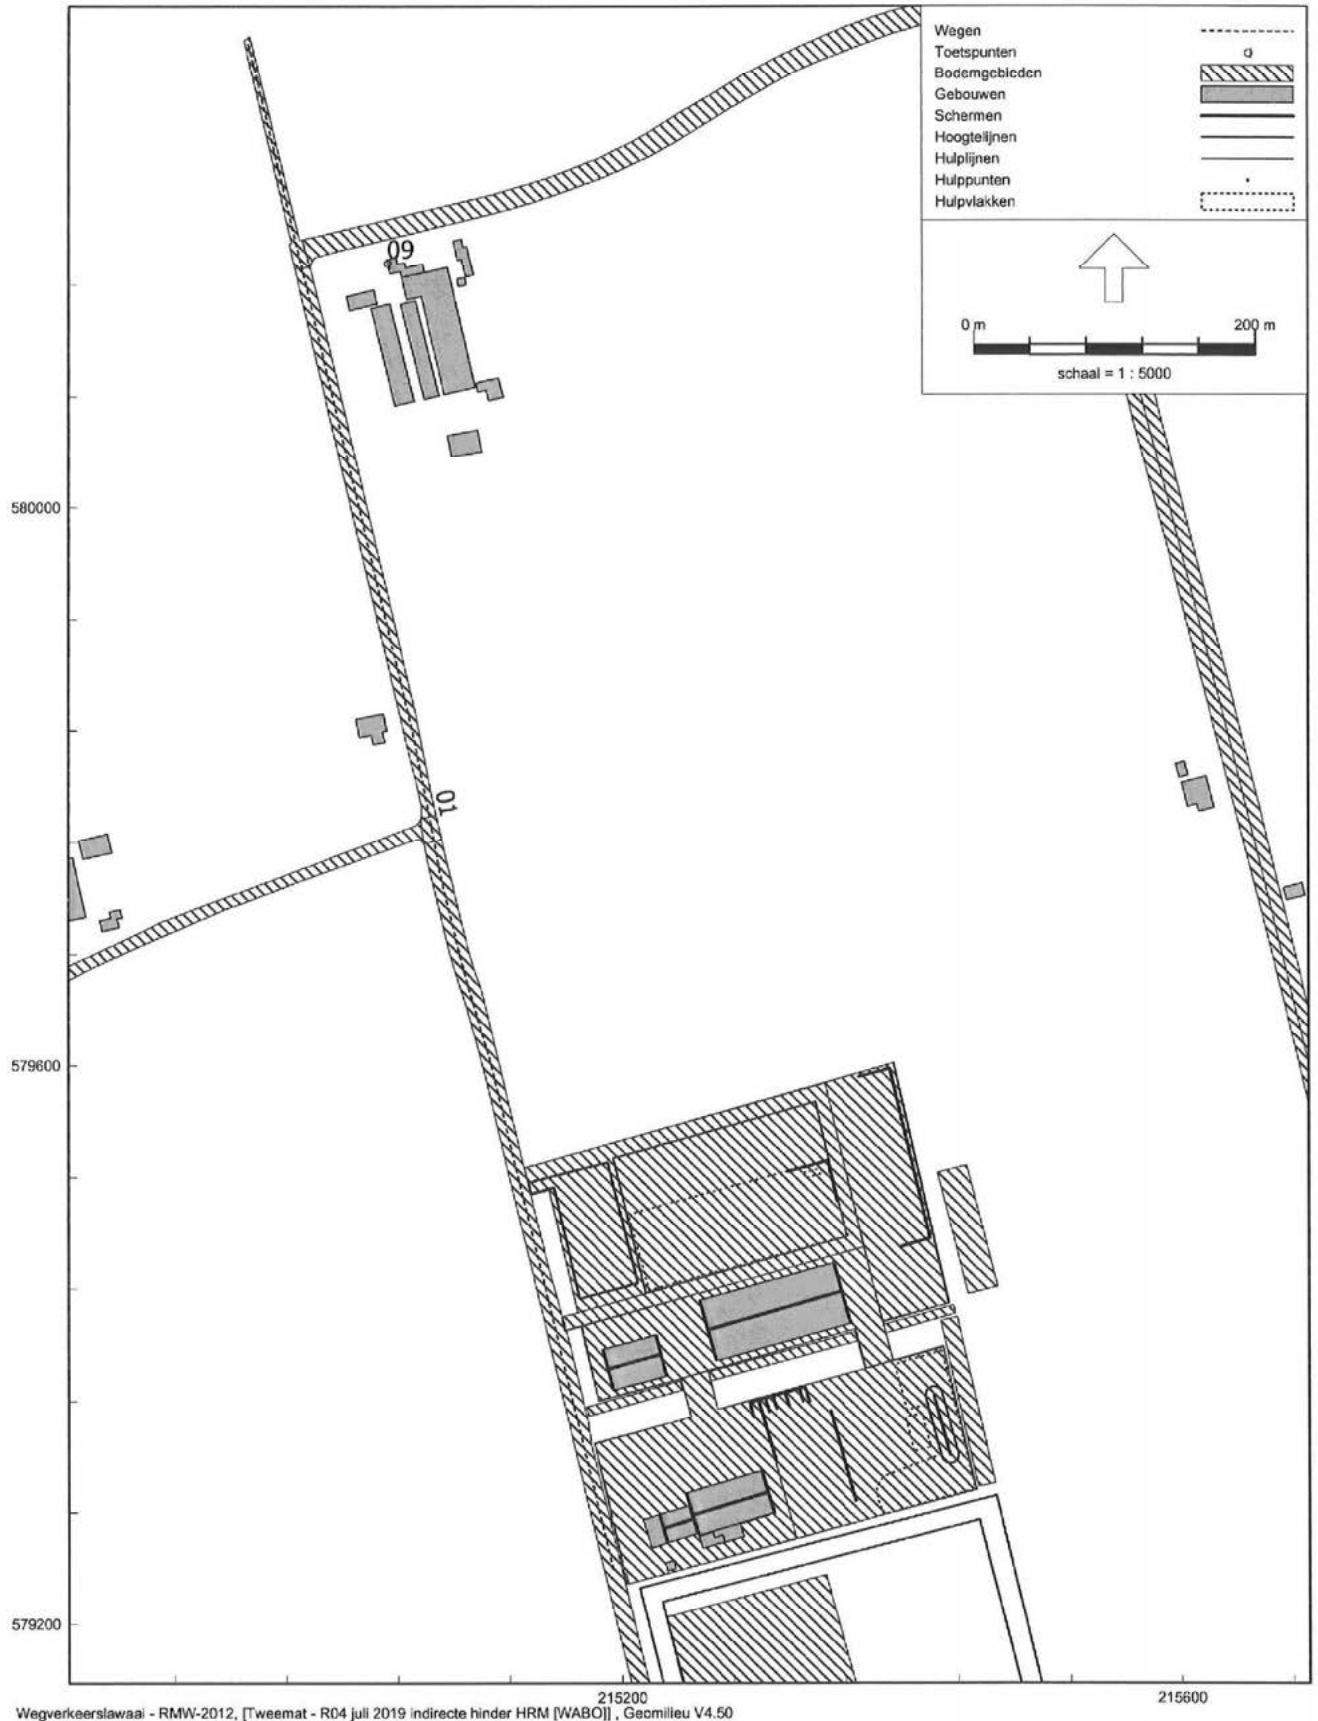 Wegen
Toetspunten
Bodemgebieden
Gebouwen
Schermen
Hoogtelijnen
Hulplijnen
Hulppunten
Hulpvlakken
0 m 200 m
schaal = 1 : 5000
09
580000
01
579600
579200
215200 215600
Wegverkeerslawaai - RMW-2012, [Tweemat - R04 juli 2019 indirecte hinder HRM [WABO]] , Geomilieu V4.50